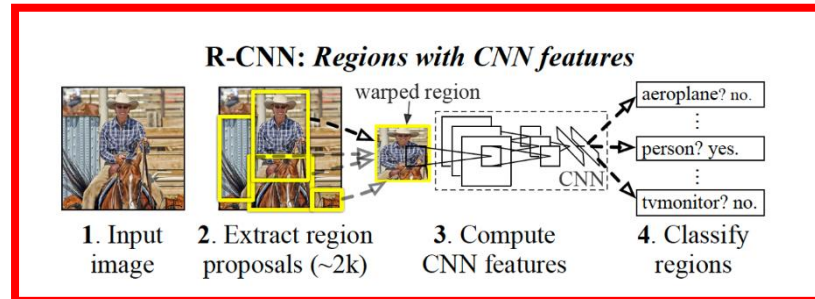 R-CNN: Regions with CNN features
warped region
aeroplane? no.
person? yes.
tvmonitor? no.
CNN
1. Input
image
2. Extract region
proposals (~2k)
3. Compute
CNN features
4. Classify
regions